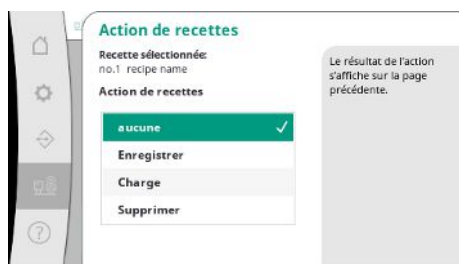 Action de recettes
Recette sélectionnée:
no.1 recipe name
Action de recettes
aucune
Enregistrer
Charge
Supprimer
Le résultat de l'action
s'affiche sur la page
précédente.